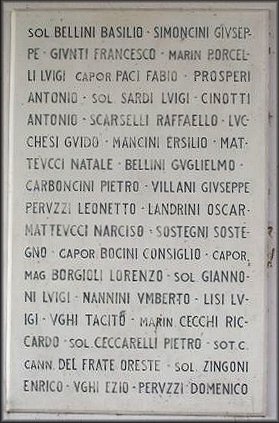 SOL. BELLINI BASILIO · SIMONCINI GIVSEP-
PE · GIVNTI FRANCESCO · MARIN. PORCEL-
LI LVIGI · CAPOR. PACI FABIO · PROSPERI
ANTONIO · SOL. SARDI LVIGI · CINOTTI
ANTONIO · SCARSELLI RAFFAELLO · LVC-
CHESI GVIDO · MANCINI ERSILIO · MAT-
TEVCCI NATALE · BELLINI GVGLIELMO ·
CARBONCINI PIETRO · VILLANI GIVSEPPE
PERVZZI LEONETTO · LANDRINI OSCAR·
MATTEVCCI NARCISO · SOSTEGNI SOSTE-
GNO · CAPOR. BOCINI CONSIGLIO · CAPOR.
MAG. BORGIOLI LORENZO · SOL. GIANNO-
NI LVIGI · NANNINI VMBERTO · LISI LV-
IGI · VGHI TACITO · MARIN. CECCHI RIC-
CARDO · SOL. CECCARELLI PIETRO · SOT.C.
CANN. DEL FRATE ORESTE · SOL. ZINGONI
ENRICO · VGHI EZIO · PERVZZI DOMENICO